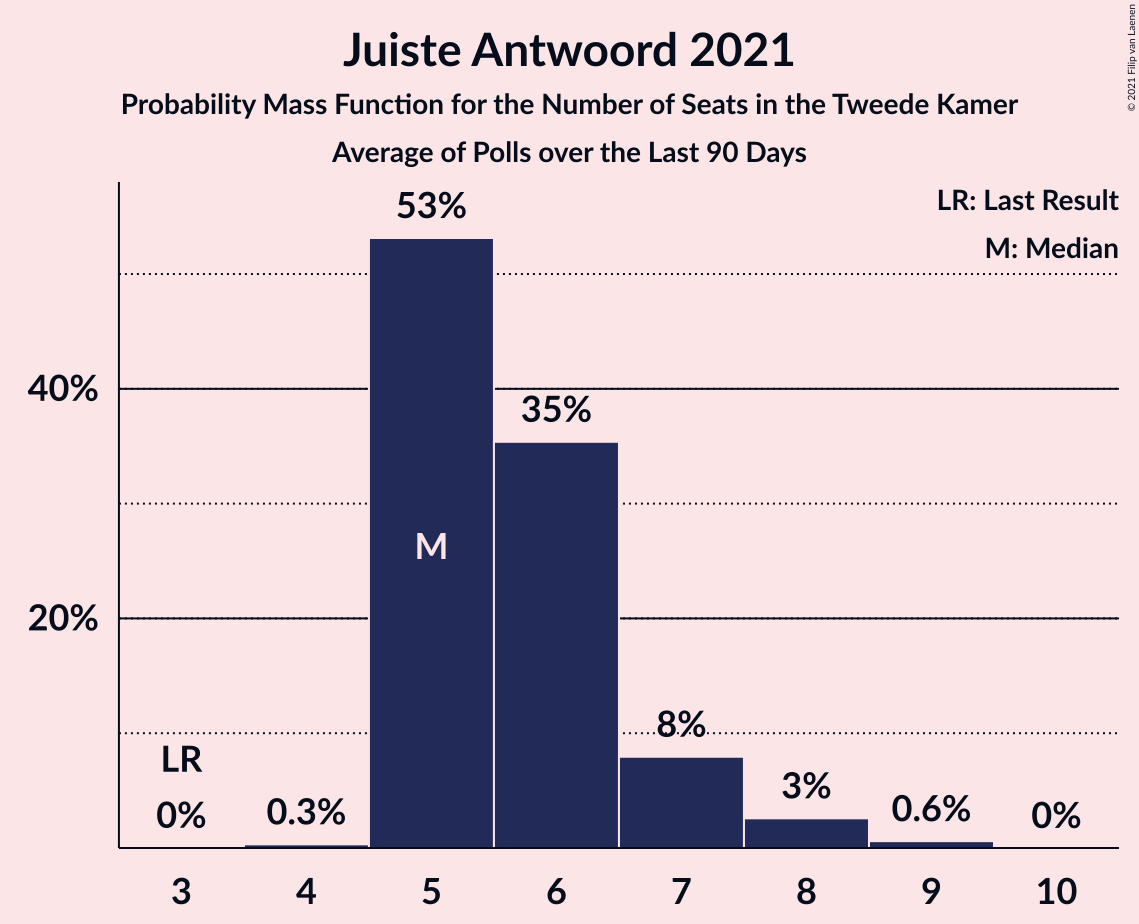 Juiste Antwoord 2021
Probability Mass Function for the Number of Seats in the Tweede Kamer
Average of Polls over the Last 90 Days
© 2021 Filip van Laenen
LR: Last Result
M: Median
40%
20%
LR
0%
0.3%
53%
M
35%
8%
3%
0.6%
0%
3 4 5 6 7 8 9 10